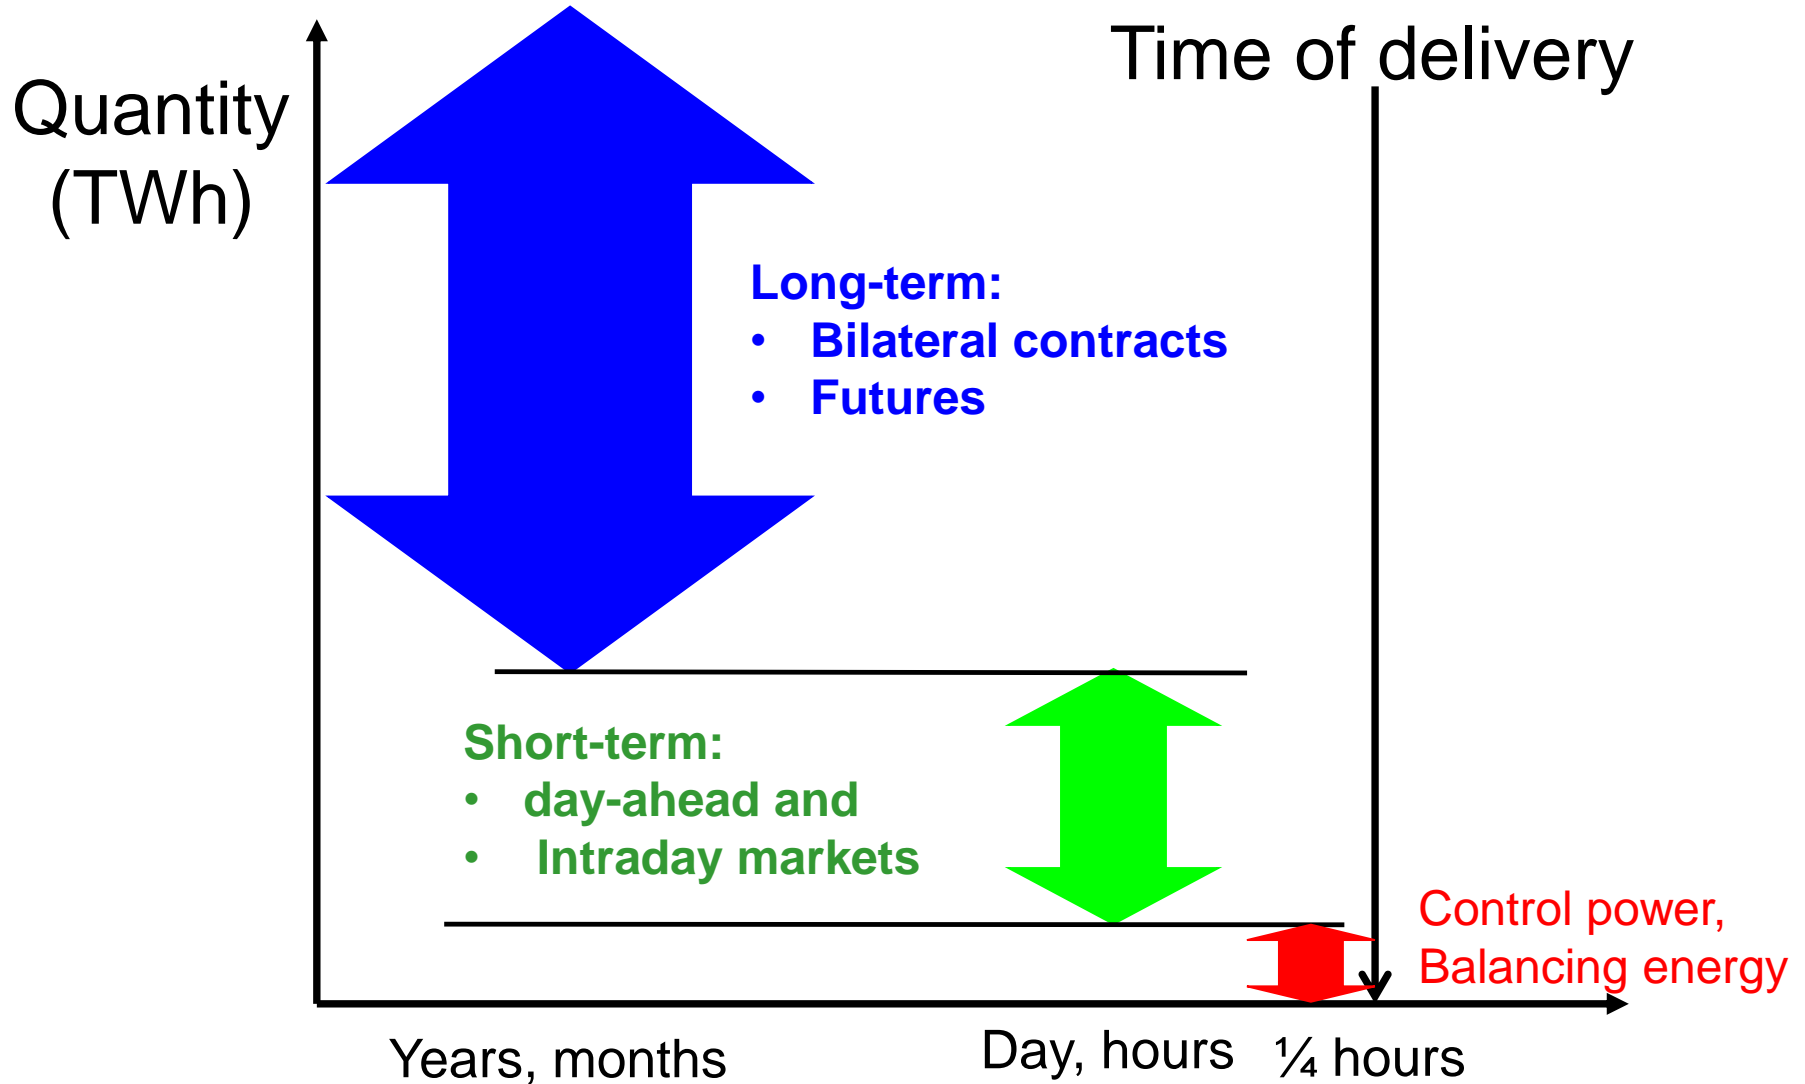 Time of delivery
Quantity
(TWh)
Long-term:
• Bilateral contracts
• Futures
Short-term:
• day-ahead and
• Intraday markets
Control power,
Balancing energy
Years, months
Day, hours
¼ hours